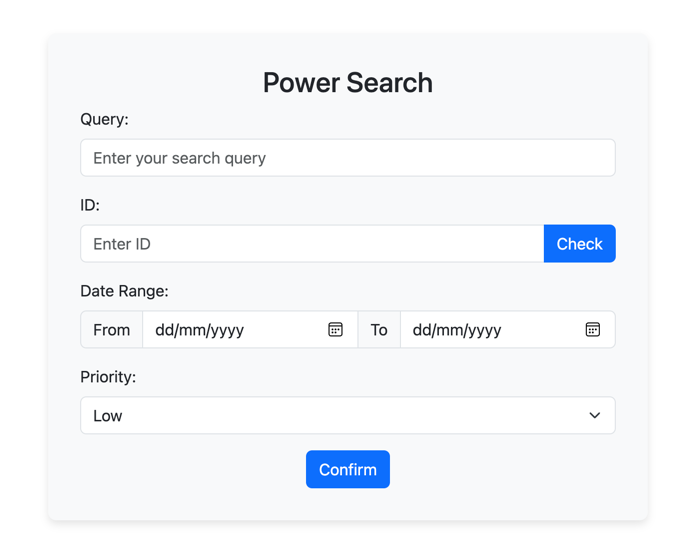 Power Search
Query:
Enter your search query
ID:
Enter ID Check
Date Range:
From dd/mm/yyyy To dd/mm/yyyy
Priority:
Low
Confirm